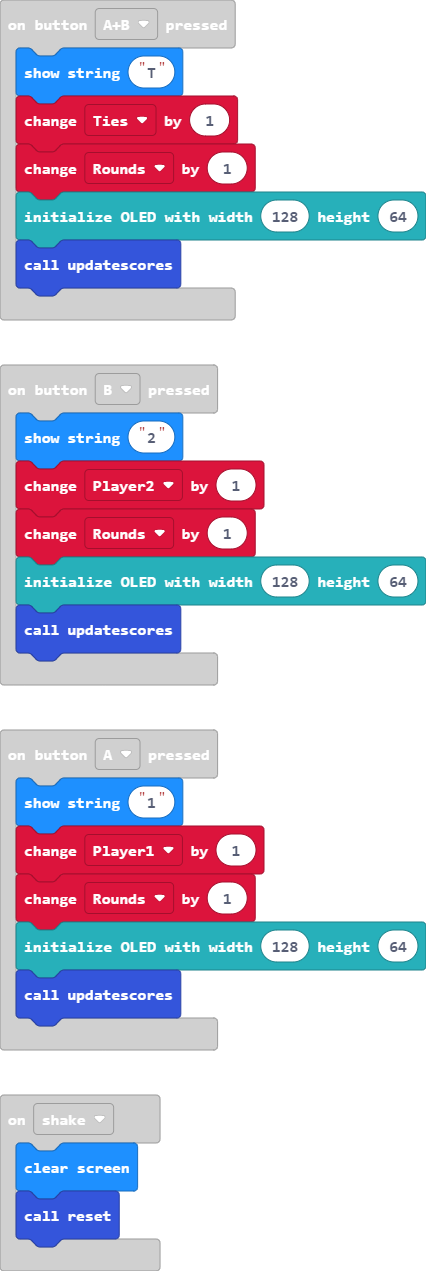 on button A+B pressed
show string "T"
change Ties by 1
change Rounds by 1
initialize OLED with width 128 height 64
call updatescores
on button B pressed
show string "2"
change Player2 by 1
change Rounds by 1
initialize OLED with width 128 height 64
call updatescores
on button A pressed
show string "1"
change Player1 by 1
change Rounds by 1
initialize OLED with width 128 height 64
call updatescores
on shake
clear screen
call reset